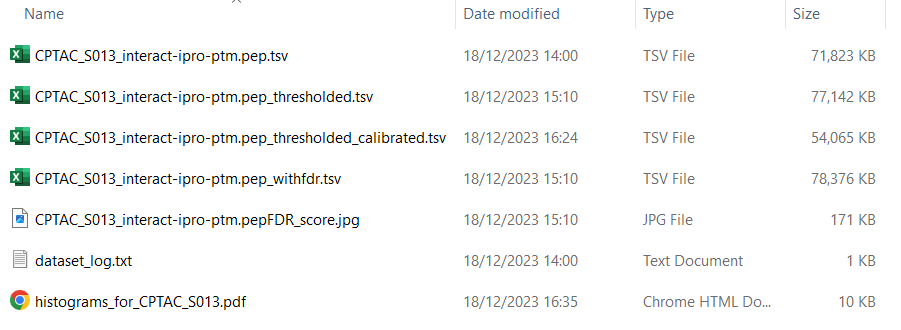 Name Date modified Type Size
CPTAC_S013_interact-ipro-ptm.pep.tsv 18/12/2023 14:00 TSV File 71,823 KB
CPTAC_S013_interact-ipro-ptm.pep_thresholded.tsv 18/12/2023 15:10 TSV File 77,142 KB
CPTAC_S013_interact-ipro-ptm.pep_thresholded_calibrated.tsv 18/12/2023 16:24 TSV File 54,065 KB
CPTAC_S013_interact-ipro-ptm.pep_withfdr.tsv 18/12/2023 15:10 TSV File 78,376 KB
CPTAC_S013_interact-ipro-ptm.pepFDR_score.jpg 18/12/2023 15:10 JPG File 171 KB
dataset_log.txt 18/12/2023 14:00 Text Document 1 KB
histograms_for_CPTAC_S013.pdf 18/12/2023 16:35 Chrome HTML Do... 10 KB